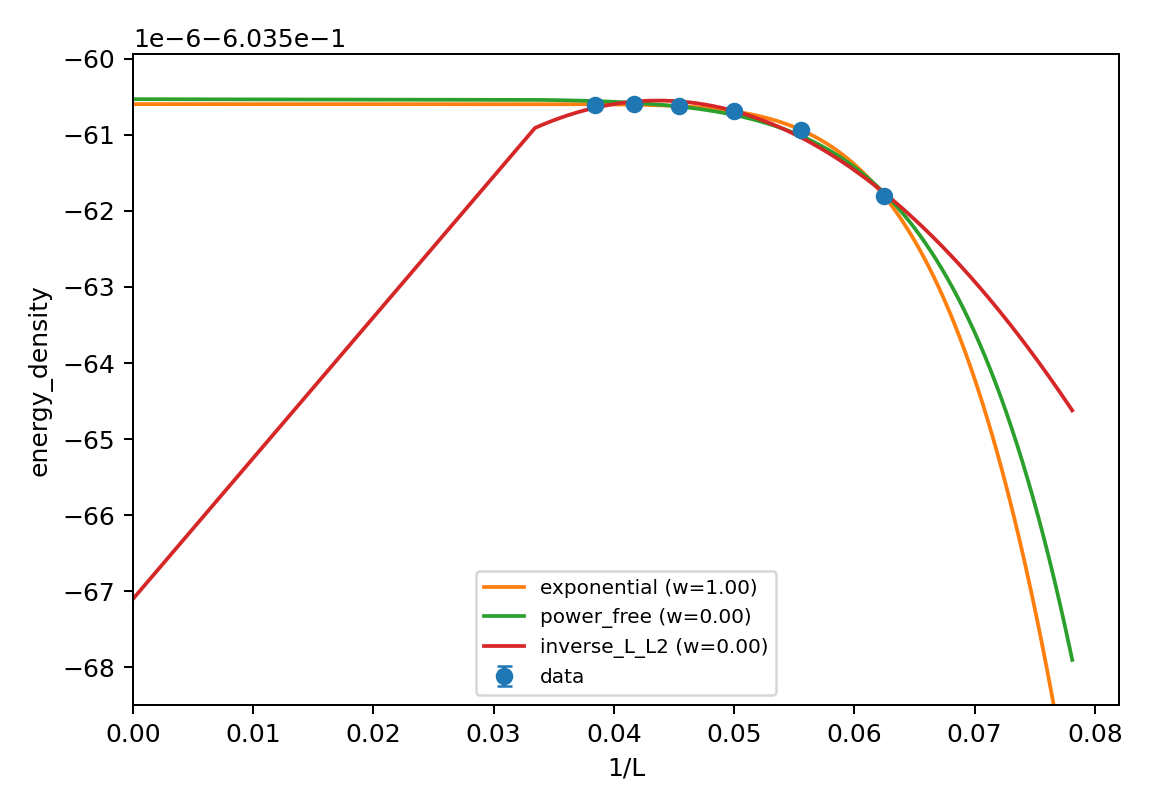 1e−6−6.035e−1
−60
−61
−62
−63
−64
−65
−66
−67
−68
energy_density
0.00 0.01 0.02 0.03 0.04 0.05 0.06 0.07 0.08
1/L
exponential (w=1.00)
power_free (w=0.00)
inverse_L_L2 (w=0.00)
data